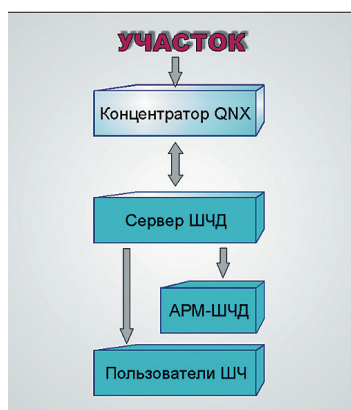 УЧАСТОК
Концентратор QNX
Сервер ШЧД
АРМ-ШЧД
Пользователи ШЧ